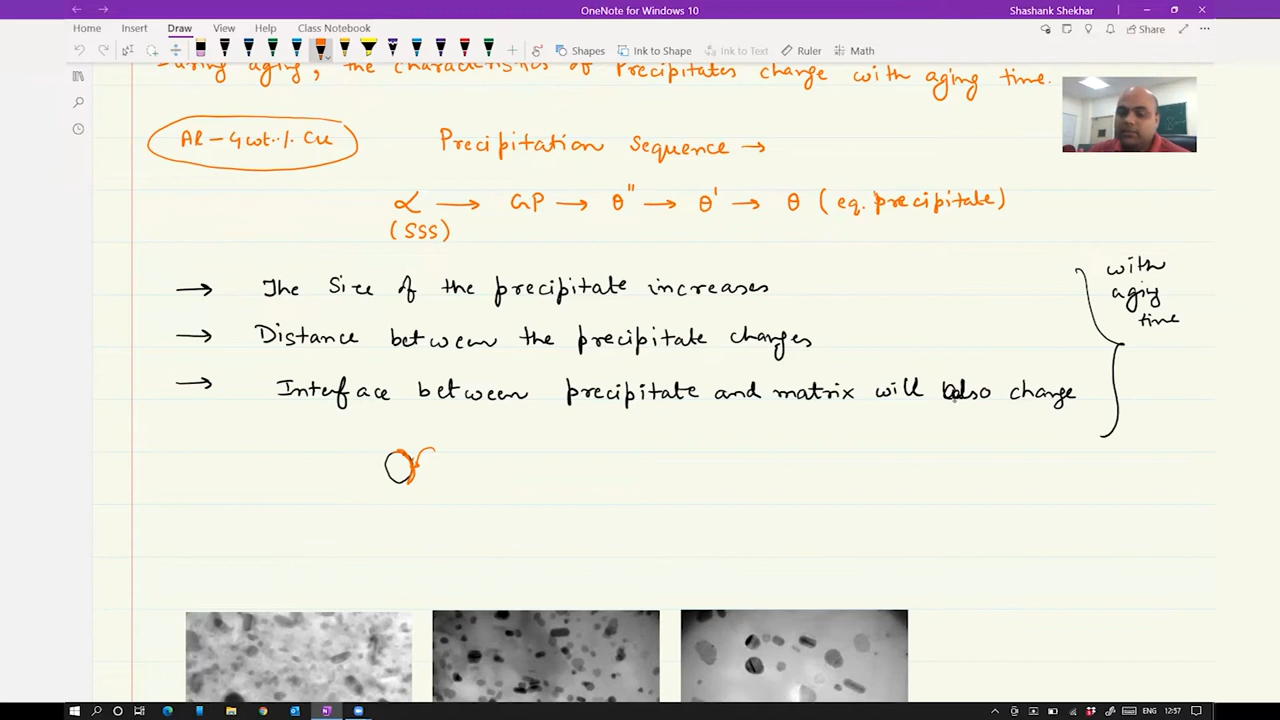 OneNote for Windows 10
Shashank Shekhar
Home Insert Draw View Help Class Notebook
Share
Shapes Ink to Shape Ink to Text Ruler Math
During aging, the characteristics of Precipitates change with aging time.
Al-4wt.% Cu Precipitation Sequence →
α → GP → θ" → θ' → θ (eq. precipitate)
(SSS)
→ The Size of the precipitate increases
→ Distance between the precipitate changes
→ Interface between precipitate and matrix will also change
with
aging
time
ENG 12:57